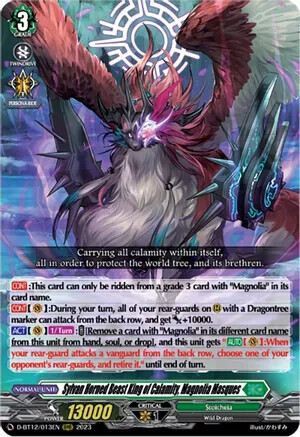 3
GRADE
TWINDRIVE
PERSONA RIDE
Carrying all calamity within itself,
all in order to protect the world tree, and its brethren.
CONT:This card can only be ridden from a grade 3 card with "Magnolia" in its
card name.
CONT:During your turn, all of your rear-guards on with a Dragontree
marker can attack from the back row, and get +10000.
ACT 1/Turn:[Remove a card with "Magnolia" in its different card name
from this unit from hand, soul, or drop), and this unit gets "AUTO:When
your rear-guard attacks a vanguard from the back row, choose one of your
opponent's rear-guards, and retire it." until end of turn.
NORMAL UNIT
Sylvan Horned Beast King of Calamity, Magnolia Masques
Stoicheia
POWER 13000
CRITICAL
1
Wild Dragon
D-BT12/013EN RRR 2023
illust/かわすみ